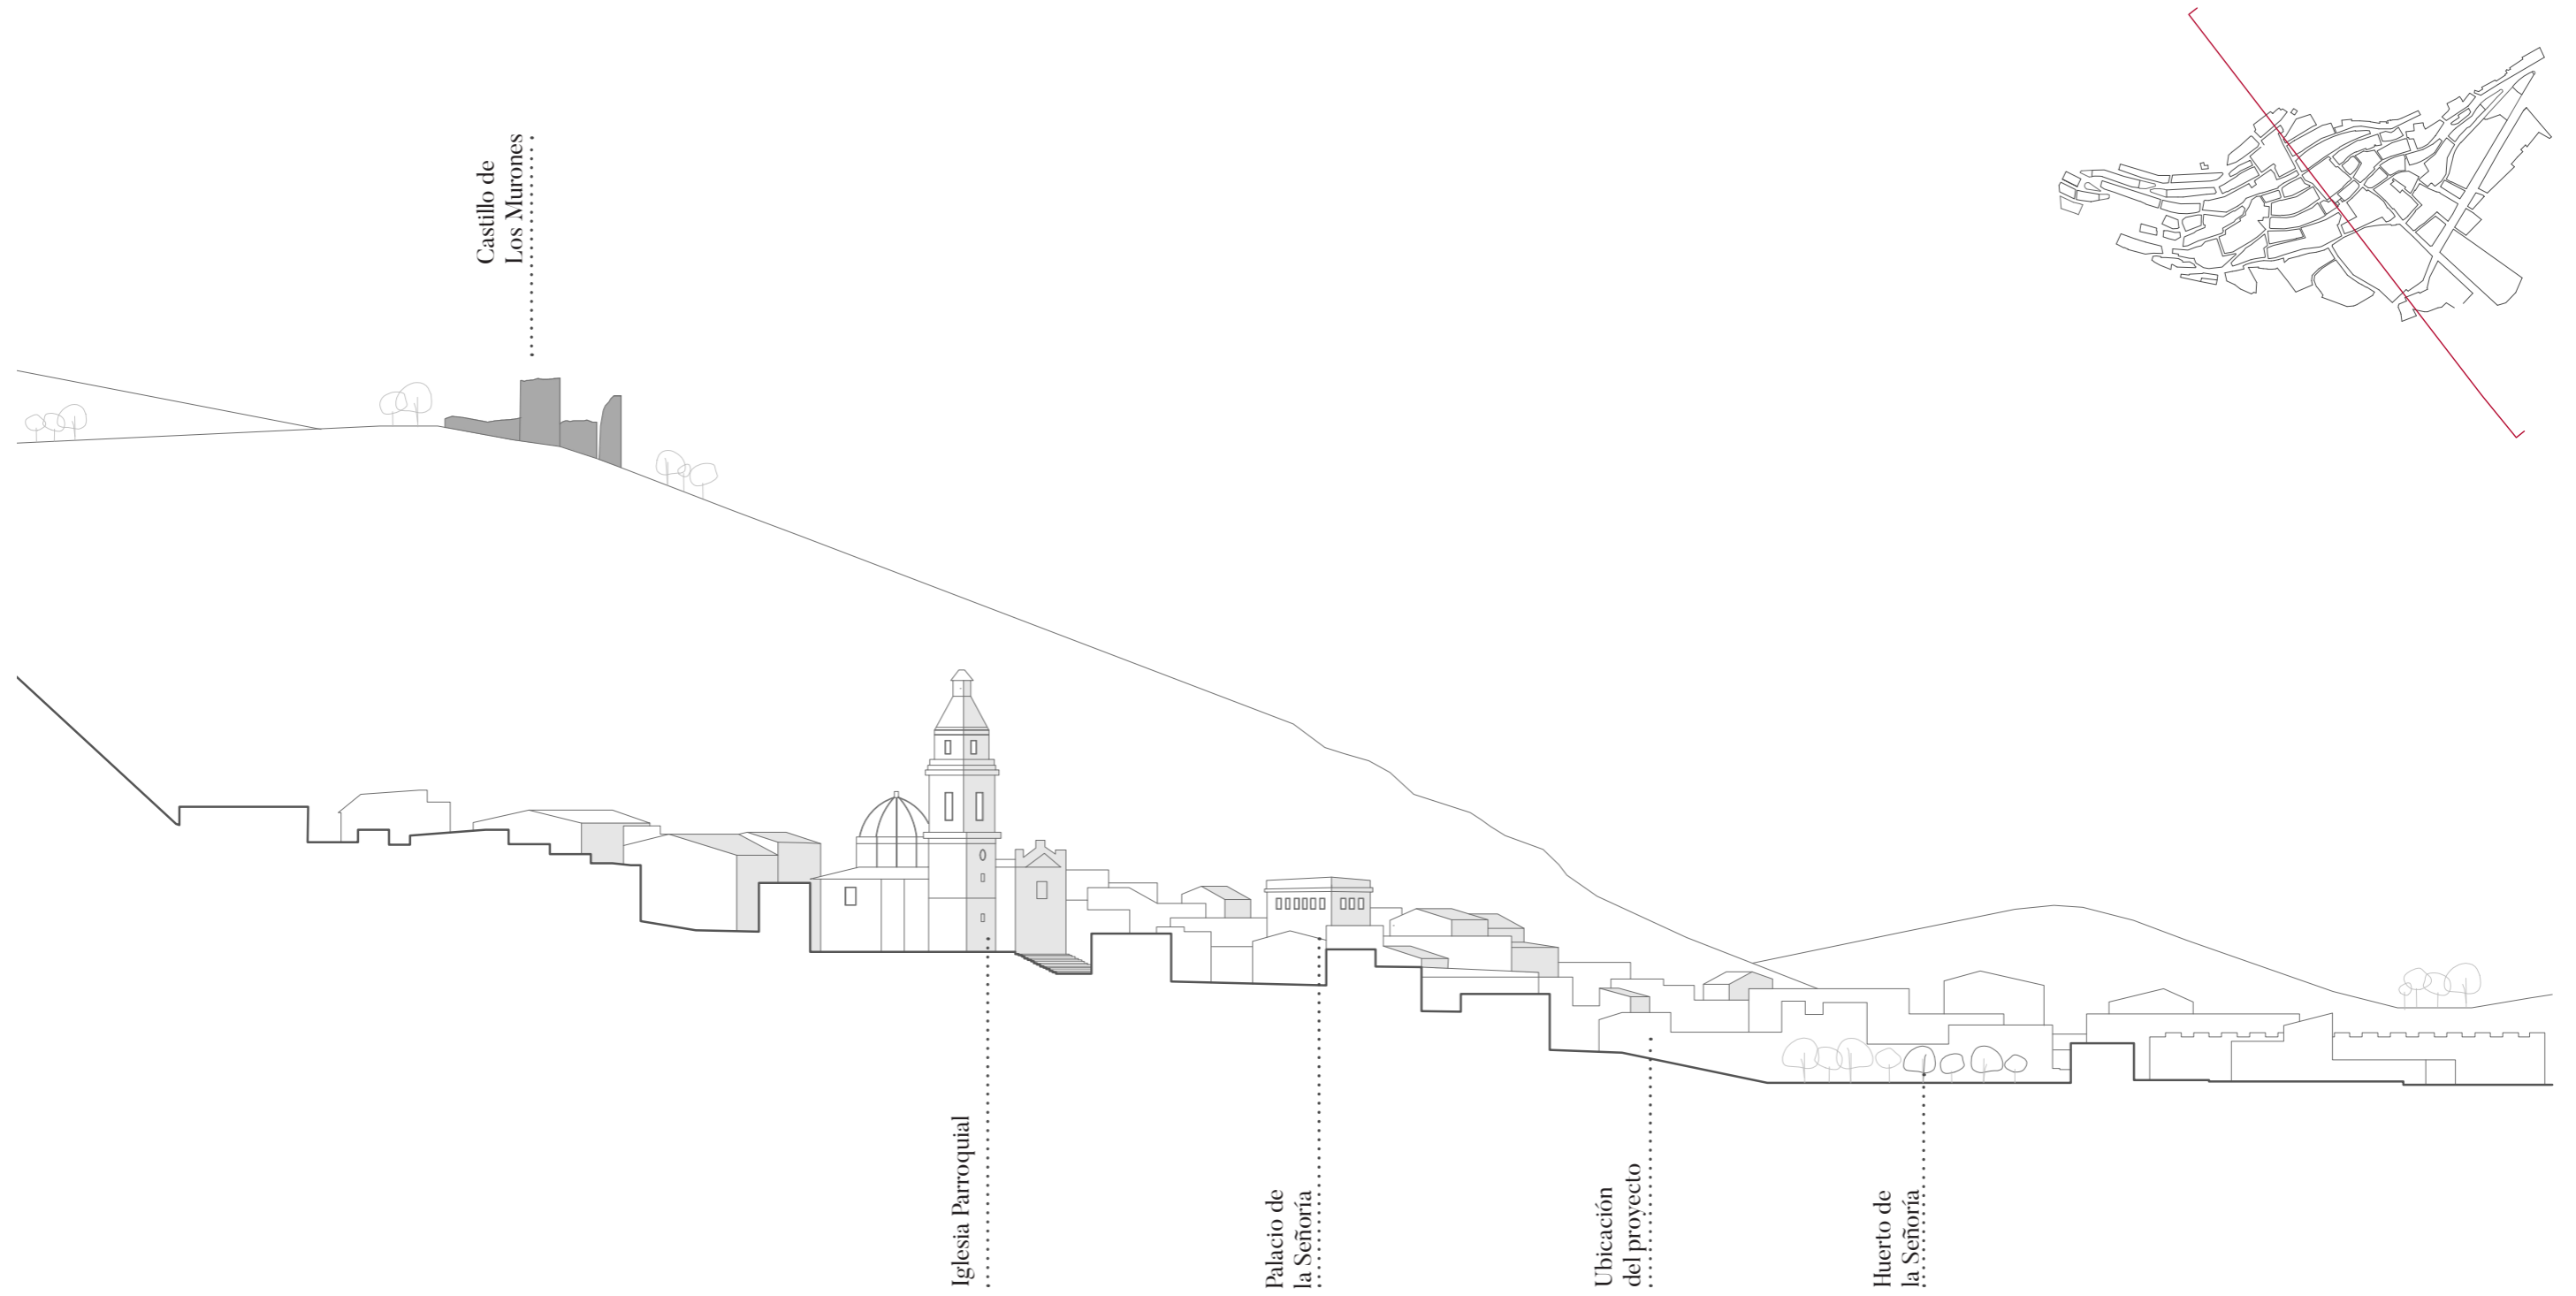 Castillo de
Los Murones
Iglesia Parroquial
Palacio de
la Señoría
Ubicación
del proyecto
Huerto de
la Señoría